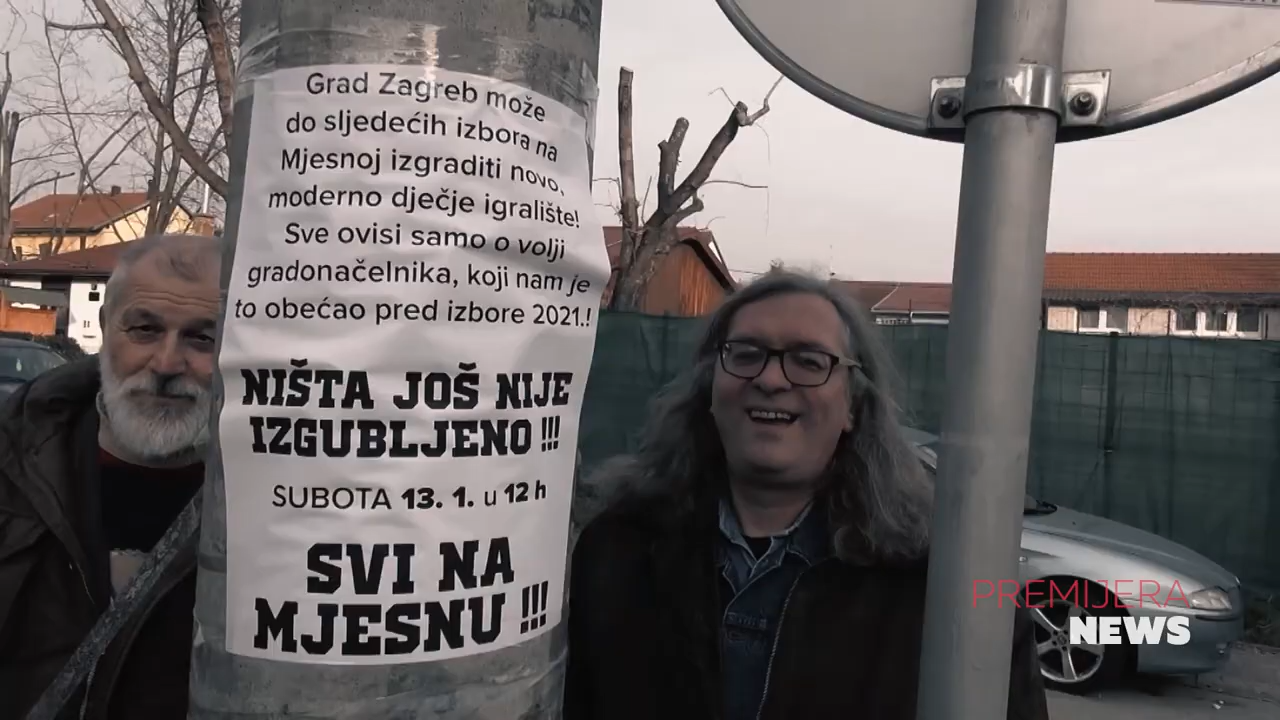 Grad Zagreb može
do sljedećih izbora na
Mjesnoj izgraditi novo,
moderno dječje igralište!
Sve ovisi samo o volji
gradonačelnika, koji nam je
to obećao pred izbore 2021.!
NIŠTA JOŠ NIJE
IZGUBLJENO !!!
SUBOTA 13. 1. u 12 h
SVI NA
MJESNU !!!
PREMIJERA
NEWS